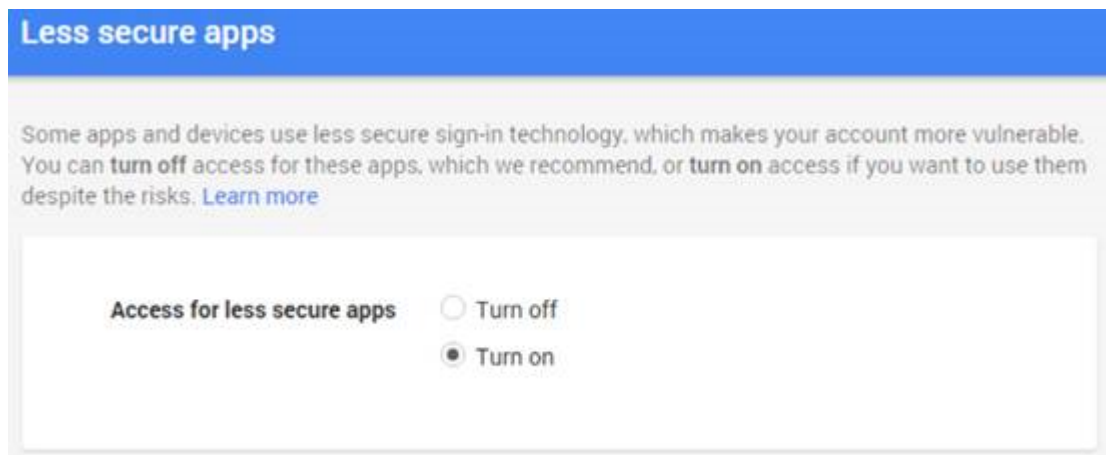 Less secure apps
Some apps and devices use less secure sign-in technology, which makes your account more vulnerable.
You can turn off access for these apps, which we recommend, or turn on access if you want to use them
despite the risks. Learn more
Access for less secure apps
Turn off
Turn on